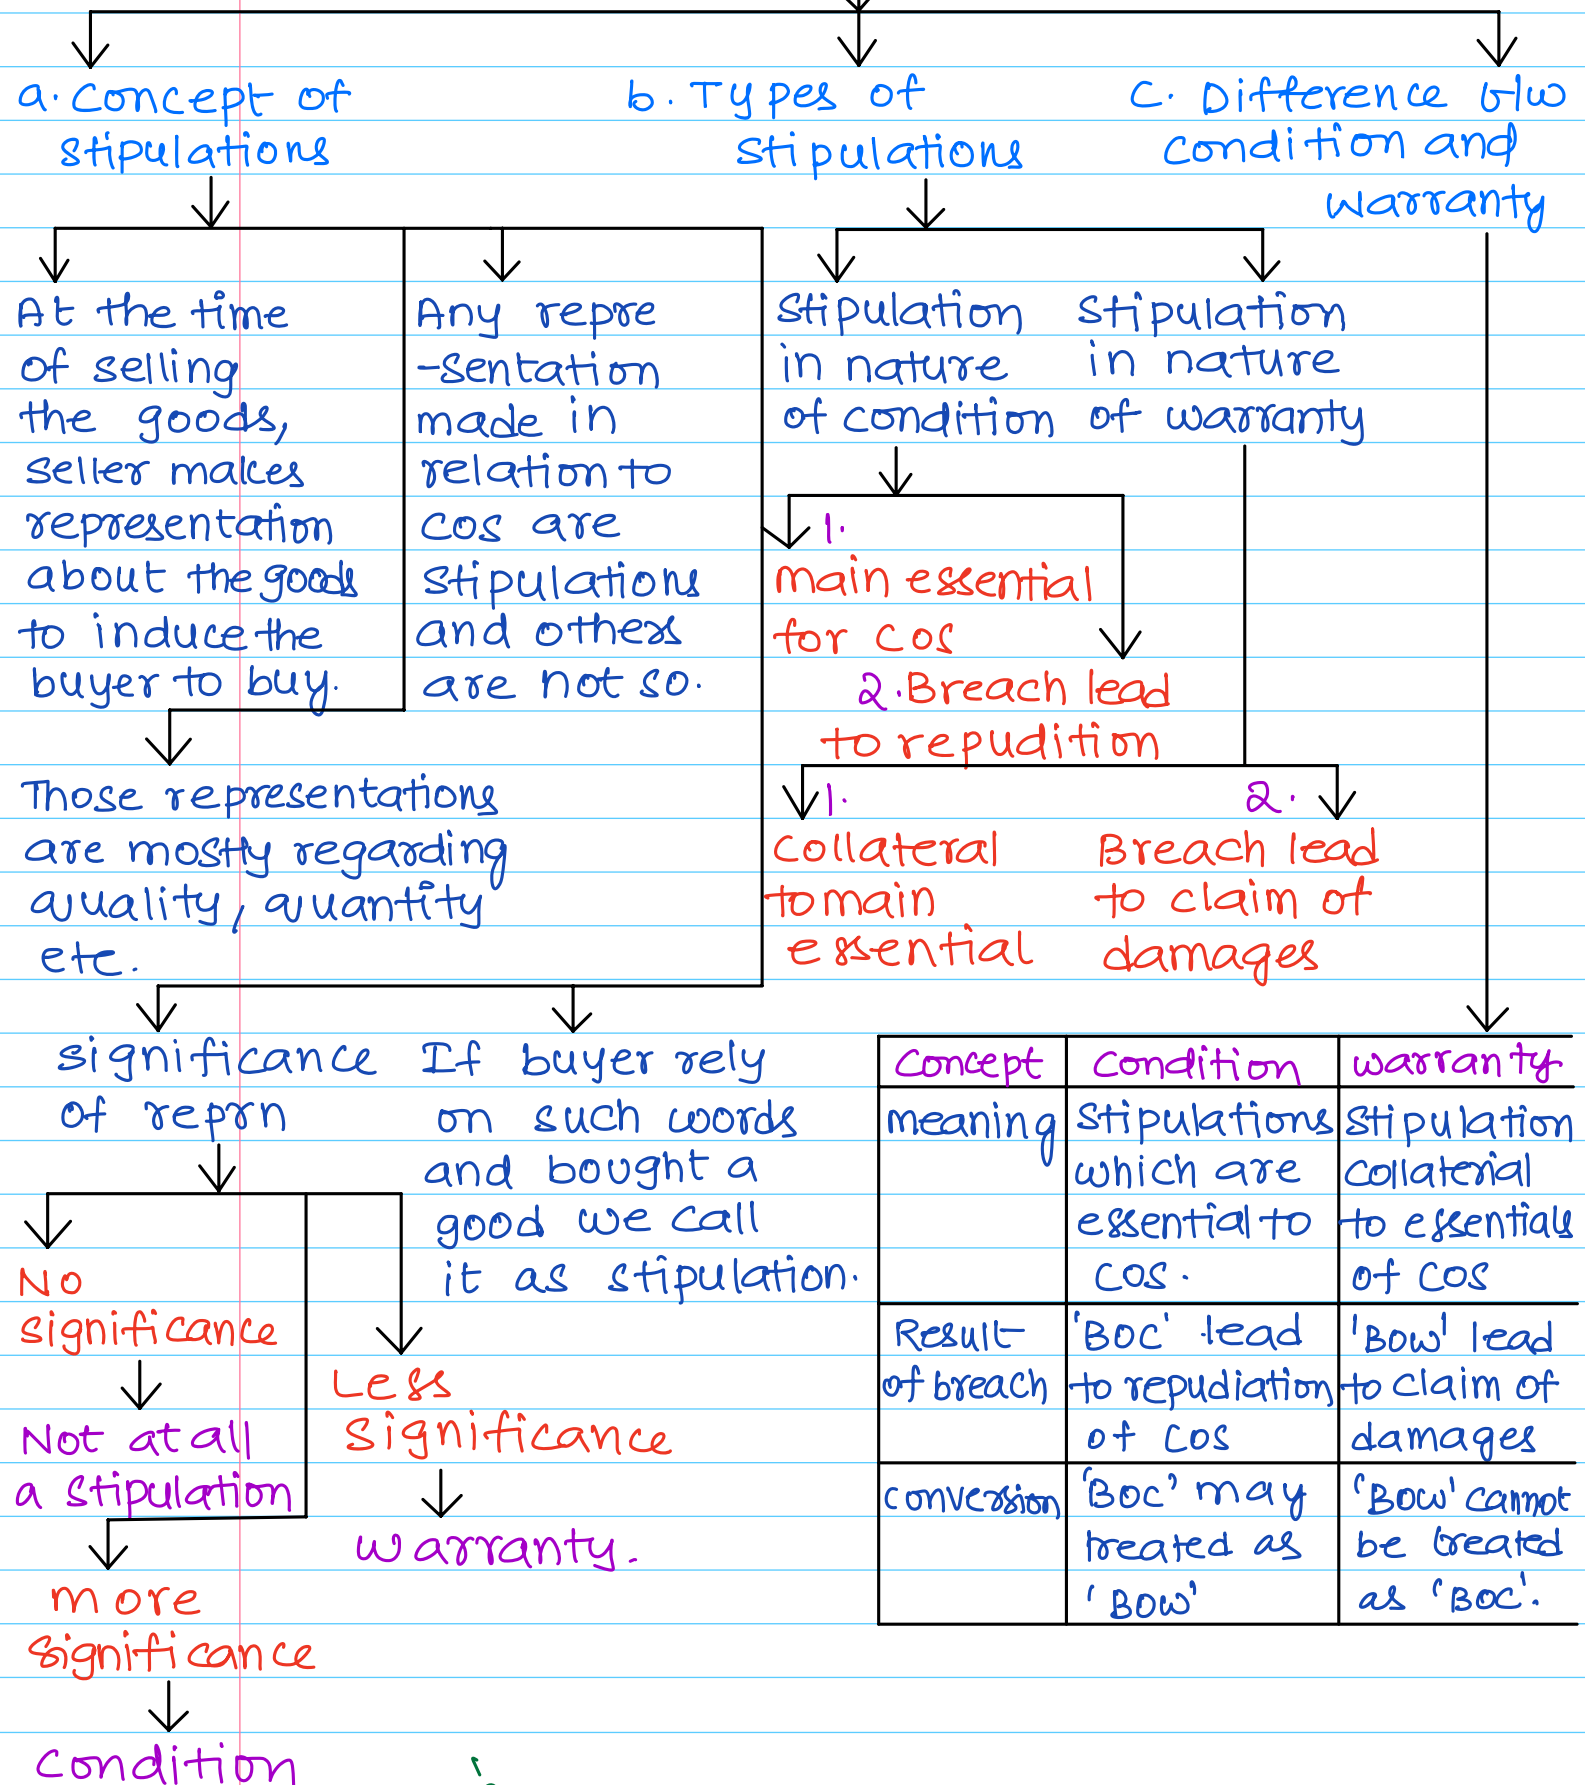 a. Concept of
stipulations
b. Types of
stipulations
C. Difference b/w
condition and
warranty
At the time
of selling
the goods,
seller makes
representation
about the goods
to induce the
buyer to buy.
Any repre
-sentation
made in
relation to
COS are
stipulations
and others
are not so.
Those representations
are mostly regarding
quality, quantity
etc.
significance
of reprn
No
significance
Not at all
a stipulation
more
significance
condition
Less
significance
warranty.
If buyer rely
on such words
and bought a
good we call
it as stipulation.
Stipulation
in nature
of condition
1.
main essential
for COS
2. Breach lead
to repudition
Stipulation
in nature
of warranty
1.
Collateral
to main
essential
2.
Breach lead
to claim of
damages
Concept Condition warranty
meaning
Stipulations
which are
essential to
COS.
Stipulation
Collaterial
to essentials
of COS
Result
of breach
'BOC' lead
to repudiation
of COS
'BOW' lead
to claim of
damages
conversion
'BOC' may
treated as
'BOW'
'BOW' cannot
be treated
as 'BOC'.